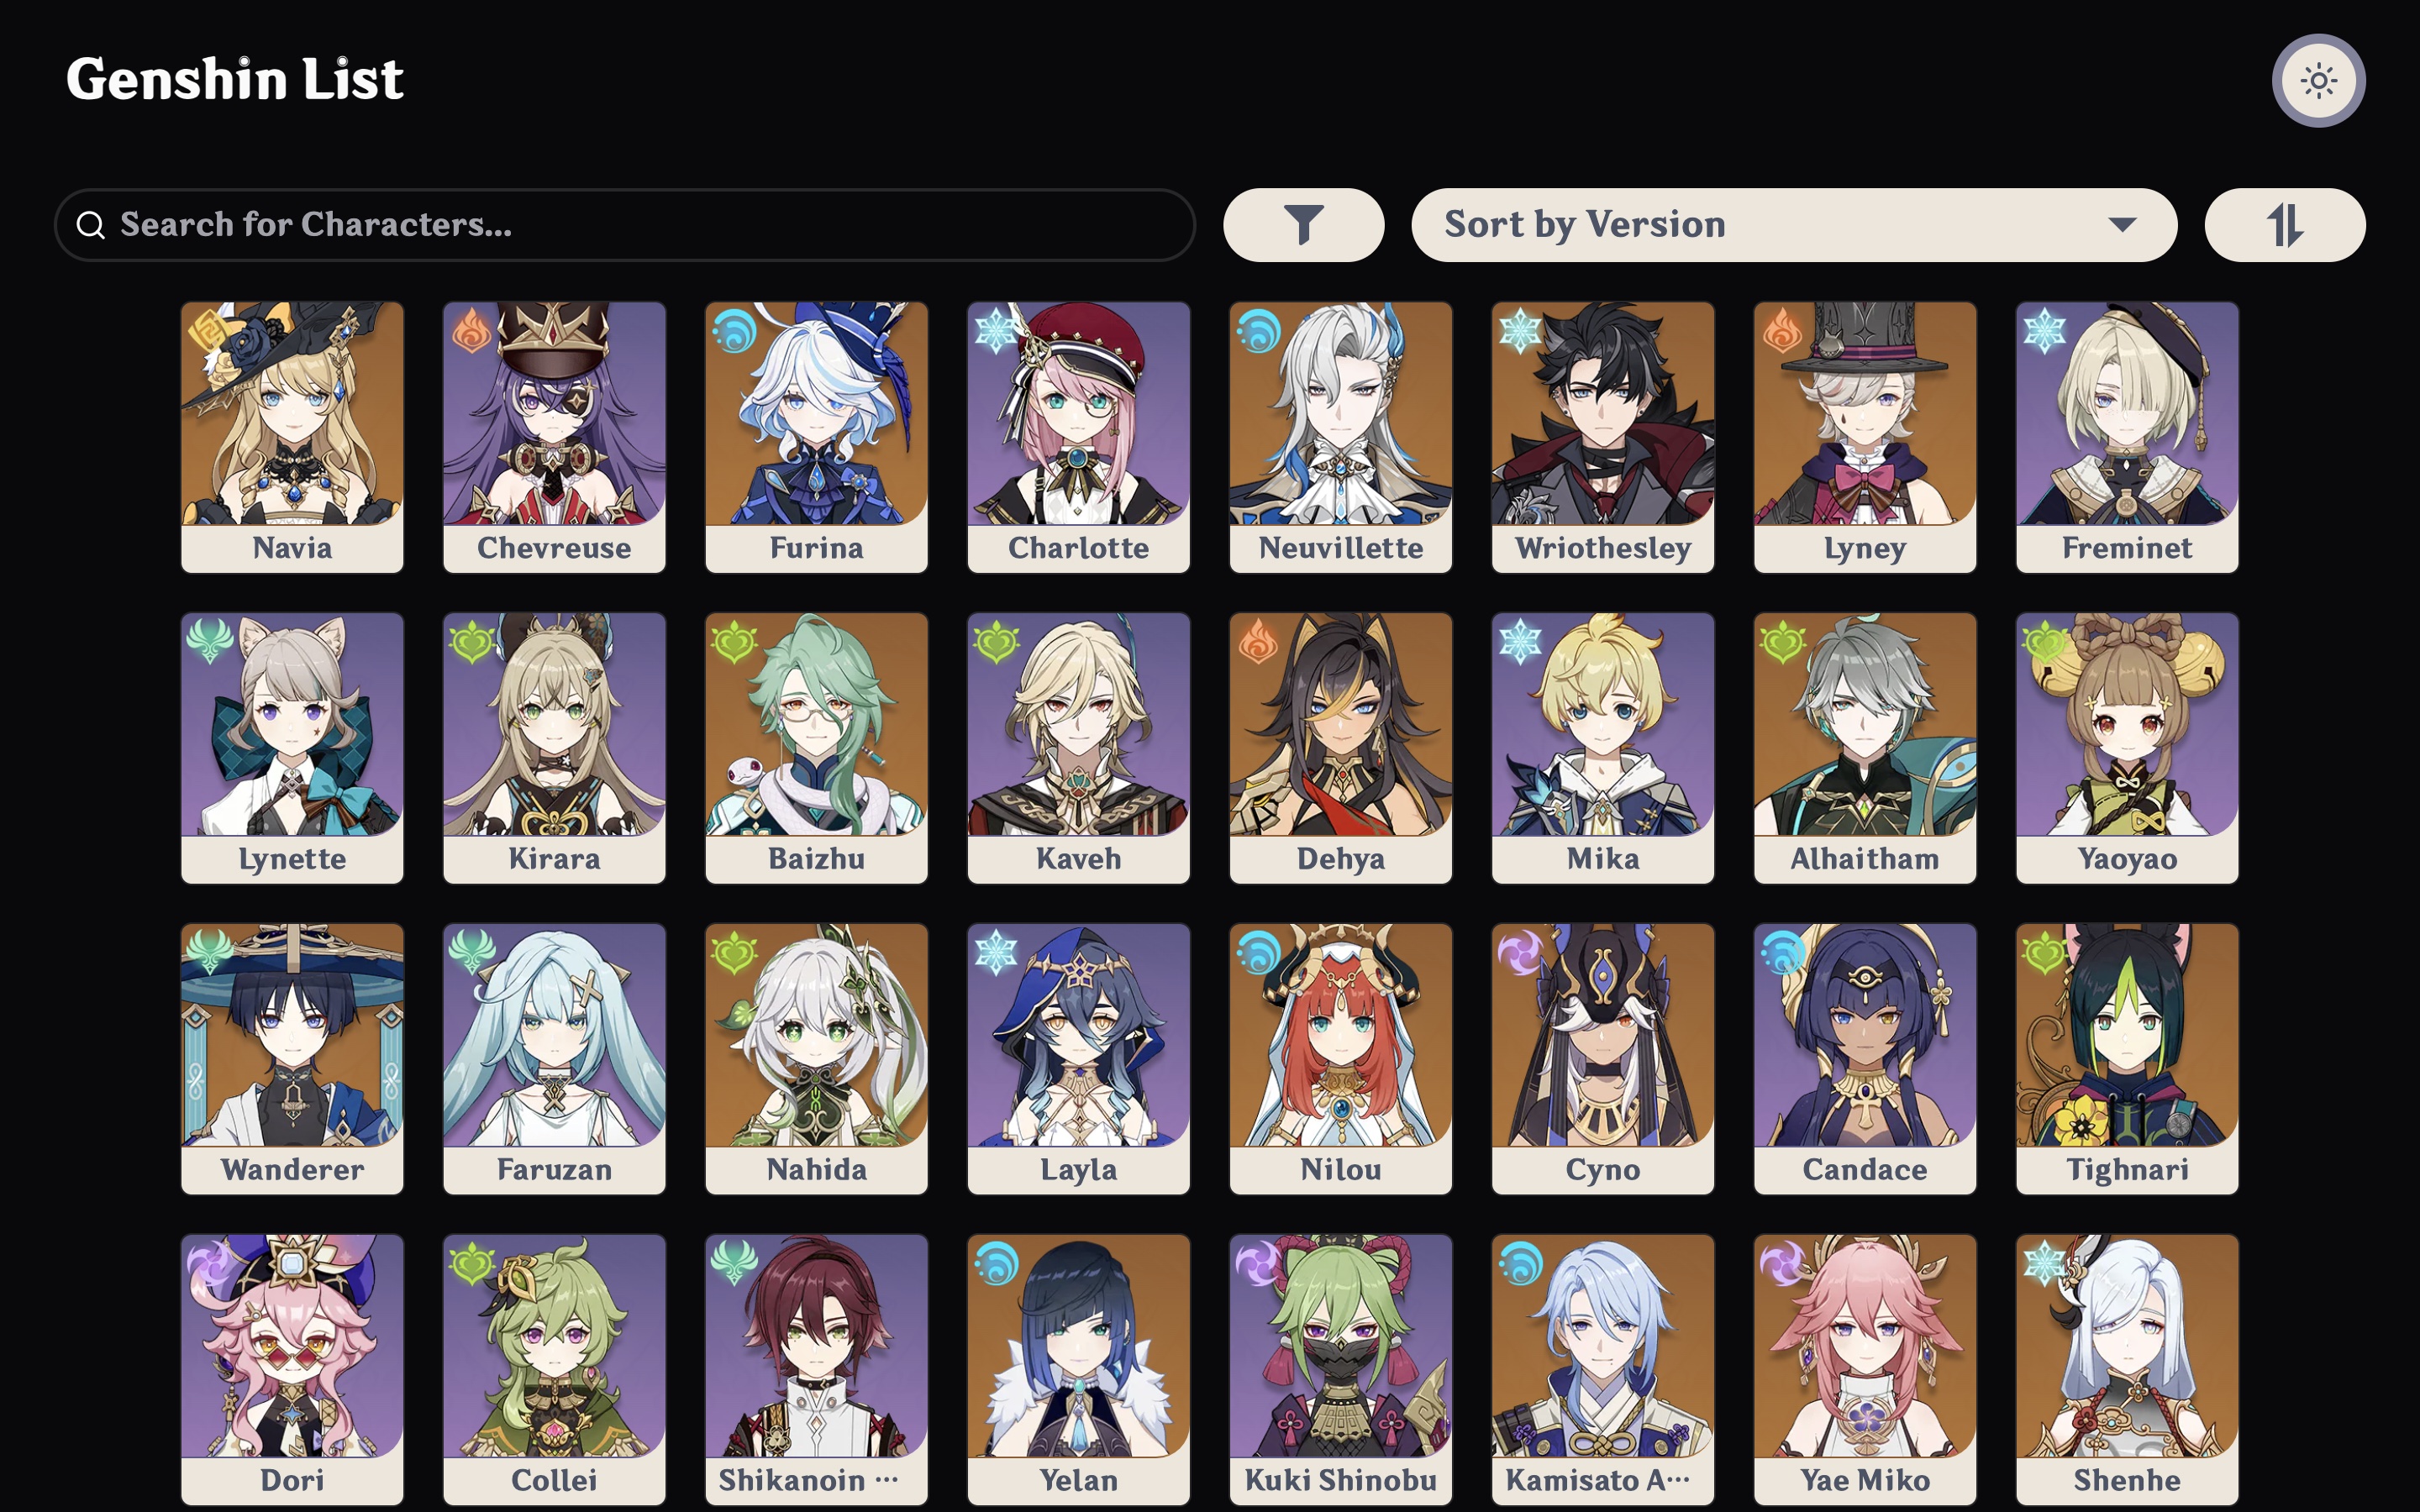 Genshin List
Search for Characters...
Sort by Version
Navia
Chevreuse
Furina
Charlotte
Neuvillette
Wriothesley
Lyney
Freminet
Lynette
Kirara
Baizhu
Kaveh
Dehya
Mika
Alhaitham
Yaoyao
Wanderer
Faruzan
Nahida
Layla
Nilou
Cyno
Candace
Tighnari
Dori
Collei
Shikanoin ...
Yelan
Kuki Shinobu
Kamisato A...
Yae Miko
Shenhe